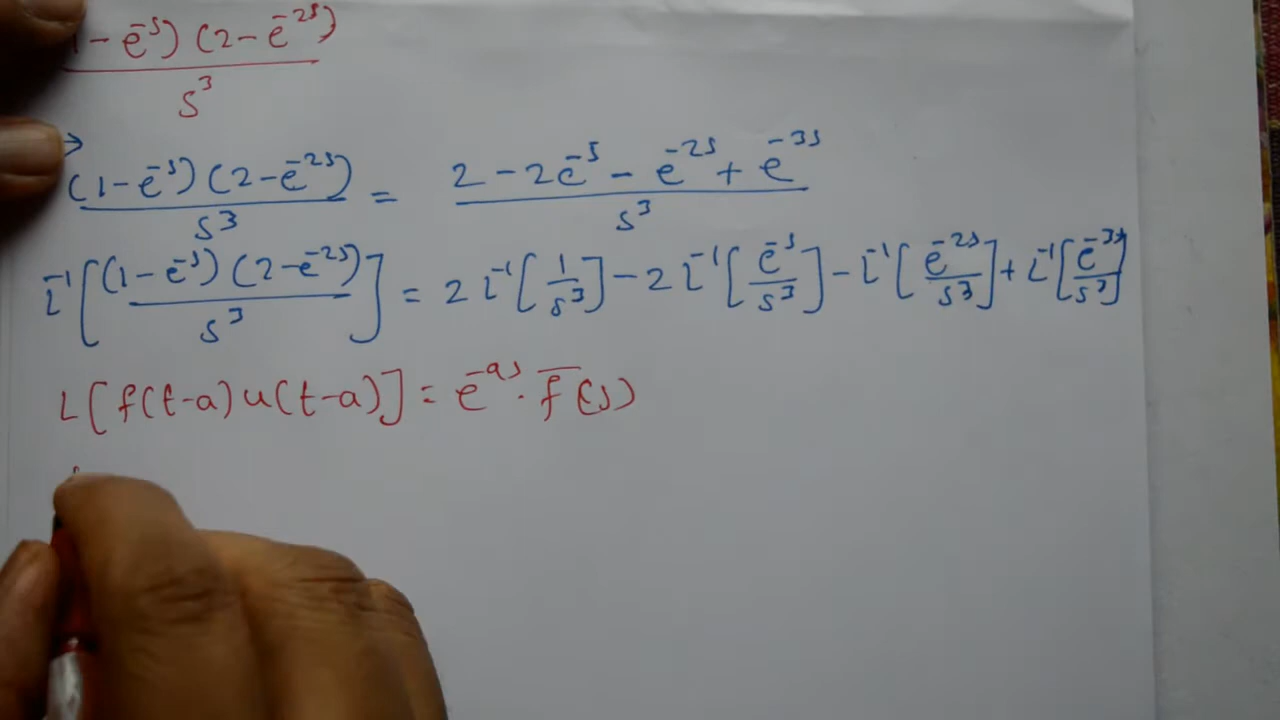 - e^-s) (2 - e^-2s)
s^3
→
(1 - e^-s) (2 - e^-2s) / s^3 = 2 - 2e^-s - e^-2s + e^-3s / s^3
L^-1 [ (1 - e^-s) (2 - e^-2s) / s^3 ] = 2 L^-1 [ 1 / s^3 ] - 2 L^-1 [ e^-s / s^3 ] - L^-1 [ e^-2s / s^3 ] + L^-1 [ e^-3s / s^3 ]
L [ f(t-a) u(t-a) ] = e^-as . f̅(s)